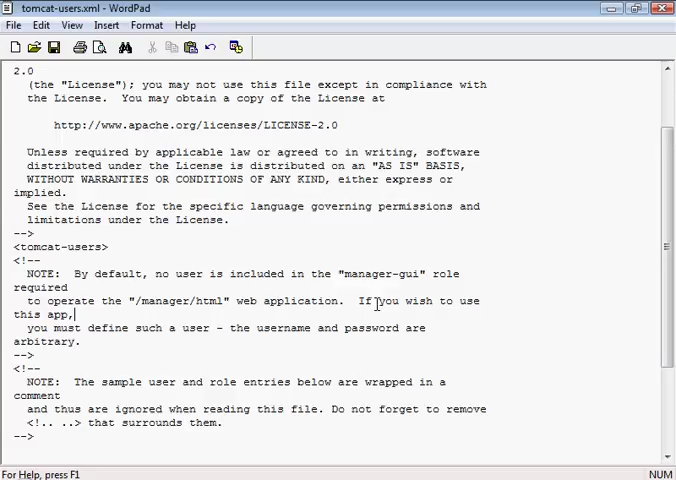 tomcat-users.xml - WordPad
File Edit View Insert Format Help
2.0
(the "License"); you may not use this file except in compliance with
the License. You may obtain a copy of the License at
http://www.apache.org/licenses/LICENSE-2.0
Unless required by applicable law or agreed to in writing, software
distributed under the License is distributed on an "AS IS" BASIS,
WITHOUT WARRANTIES OR CONDITIONS OF ANY KIND, either express or
implied.
See the License for the specific language governing permissions and
limitations under the License.
-->
<tomcat-users>
<!--
NOTE: By default, no user is included in the "manager-gui" role
required
to operate the "/manager/html" web application. If you wish to use
this app,
you must define such a user - the username and password are
arbitrary.
-->
<!--
NOTE: The sample user and role entries below are wrapped in a
comment
and thus are ignored when reading this file. Do not forget to remove
<!.. ..> that surrounds them.
-->
For Help, press F1
NUM